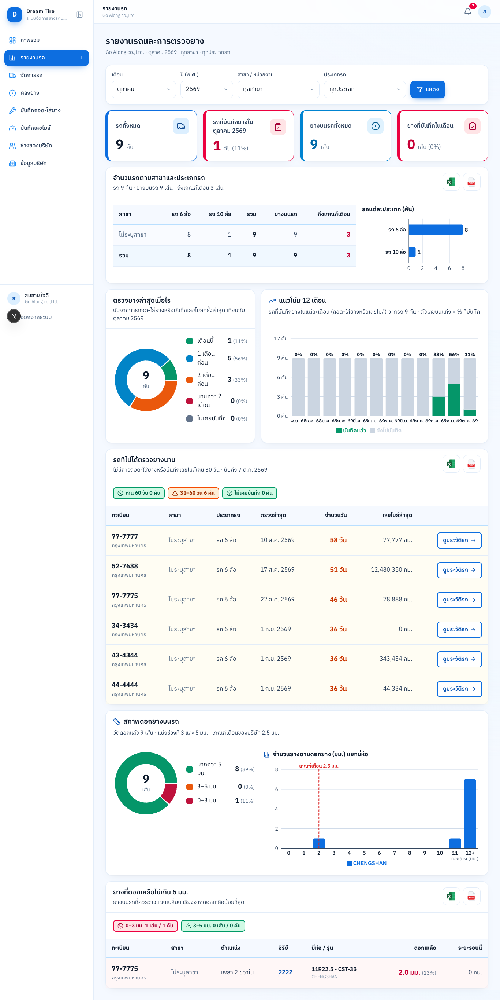 D
Dream Tire
ระบบจัดการยางรถบ...
ภาพรวม
รายงานรถ
จัดการรถ
คลังยาง
บันทึกถอด-ใส่ยาง
บันทึกเลขไมล์
ช่างของบริษัท
ข้อมูลบริษัท
ส
สมชาย ใจดี
Go Along co.,Ltd.
N
ออกจากระบบ
รายงานรถ
Go Along co.,Ltd.
7
ส
รายงานรถและการตรวจยาง
Go Along co.,Ltd. · ตุลาคม 2569 · ทุกสาขา · ทุกประเภทรถ
เดือน ปี (พ.ศ.) สาขา / หน่วยงาน ประเภทรถ
ตุลาคม 2569 ทุกสาขา ทุกประเภท แสดง
รถทั้งหมด
9 คัน
รถที่บันทึกยางใน
ตุลาคม 2569
1 คัน (11%)
ยางบนรถทั้งหมด
9 เส้น
ยางที่บันทึกในเดือน
0 เส้น (0%)
จำนวนรถตามสาขาและประเภทรถ
รถ 9 คัน · ยางบนรถ 9 เส้น · ถึงเกณฑ์เตือน 3 เส้น
X
PDF
สาขา รถ 6 ล้อ รถ 10 ล้อ รวม ยางบนรถ ถึงเกณฑ์เตือน
ไม่ระบุสาขา 8 1 9 9 3
รวม 8 1 9 9 3
รถแต่ละประเภท (คัน)
รถ 6 ล้อ 8
รถ 10 ล้อ 1
0 2 4 6 8
ตรวจยางล่าสุดเมื่อไร
นับจากการถอด-ใส่ยางหรือบันทึกเลขไมล์ครั้งล่าสุด เทียบกับ
ตุลาคม 2569
9
คัน
เดือนนี้ 1 (11%)
1 เดือน
ก่อน
5 (56%)
2 เดือน
ก่อน
3 (33%)
นานกว่า 2
เดือน
0 (0%)
ไม่เคยบันทึก 0 (0%)
แนวโน้ม 12 เดือน
รถที่บันทึกยางในแต่ละเดือน (ถอด-ใส่ยางหรือเลขไมล์) จากรถ 9 คัน · ตัวเลขบนแท่ง = % ที่บันทึก
12 คัน
9 คัน
6 คัน
3 คัน
0 คัน
0% 0% 0% 0% 0% 0% 0% 0% 0% 33% 56% 11%
พ.ย. 68 ธ.ค. 68 ม.ค. 69 ก.พ. 69 มี.ค. 69 เม.ย. 69 พ.ค. 69 มิ.ย. 69 ก.ค. 69 ส.ค. 69 ก.ย. 69 ต.ค. 69
บันทึกแล้ว ยังไม่บันทึก
รถที่ไม่ได้ตรวจยางนาน
ไม่มีการถอด-ใส่ยางหรือบันทึกเลขไมล์เกิน 30 วัน · นับถึง 7 ต.ค. 2569
X
PDF
เกิน 60 วัน 0 คัน
31–60 วัน 6 คัน
ไม่เคยบันทึก 0 คัน
ทะเบียน สาขา ประเภทรถ ตรวจล่าสุด จำนวนวัน เลขไมล์ล่าสุด
77-7777
กรุงเทพมหานคร
ไม่ระบุสาขา รถ 6 ล้อ 10 ส.ค. 2569 58 วัน 77,777 กม. ดูประวัติรถ
52-7638
กรุงเทพมหานคร
ไม่ระบุสาขา รถ 6 ล้อ 17 ส.ค. 2569 51 วัน 12,480,350 กม. ดูประวัติรถ
77-7775
กรุงเทพมหานคร
ไม่ระบุสาขา รถ 6 ล้อ 22 ส.ค. 2569 46 วัน 78,888 กม. ดูประวัติรถ
34-3434
กรุงเทพมหานคร
ไม่ระบุสาขา รถ 6 ล้อ 1 ก.ย. 2569 36 วัน 0 กม. ดูประวัติรถ
43-4344
กรุงเทพมหานคร
ไม่ระบุสาขา รถ 6 ล้อ 1 ก.ย. 2569 36 วัน 343,434 กม. ดูประวัติรถ
44-4444
กรุงเทพมหานคร
ไม่ระบุสาขา รถ 6 ล้อ 1 ก.ย. 2569 36 วัน 44,334 กม. ดูประวัติรถ
สภาพดอกยางบนรถ
วัดดอกแล้ว 9 เส้น · แบ่งช่วงที่ 3 และ 5 มม. · เกณฑ์เตือนของบริษัท 2.5 มม.
9
เส้น
มากกว่า 5
มม.
8 (89%)
3–5 มม. 0 (0%)
0–3 มม. 1 (11%)
จำนวนยางตามดอกยาง (มม.) แยกยี่ห้อ
เกณฑ์เตือน 2.5 มม.
8
6
4
2
0
0 1 2 3 4 5 6 7 8 9 10 11 12+
ดอกยาง (มม.)
CHENGSHAN
ยางที่ดอกเหลือไม่เกิน 5 มม.
ยางบนรถที่ควรวางแผนเปลี่ยน เรียงจากดอกเหลือน้อยที่สุด
X
PDF
0–3 มม. 1 เส้น / 1 คัน
3–5 มม. 0 เส้น / 0 คัน
ทะเบียน สาขา ตำแหน่ง ซีรีย์ ยี่ห้อ / รุ่น ดอกเหลือ ระยะรอบนี้
77-7775
กรุงเทพมหานคร
ไม่ระบุสาขา เพลา 2 ขวาใน 2222
11R22.5 - CST-35
CHENGSHAN
2.0 มม. (13%) 0 กม.